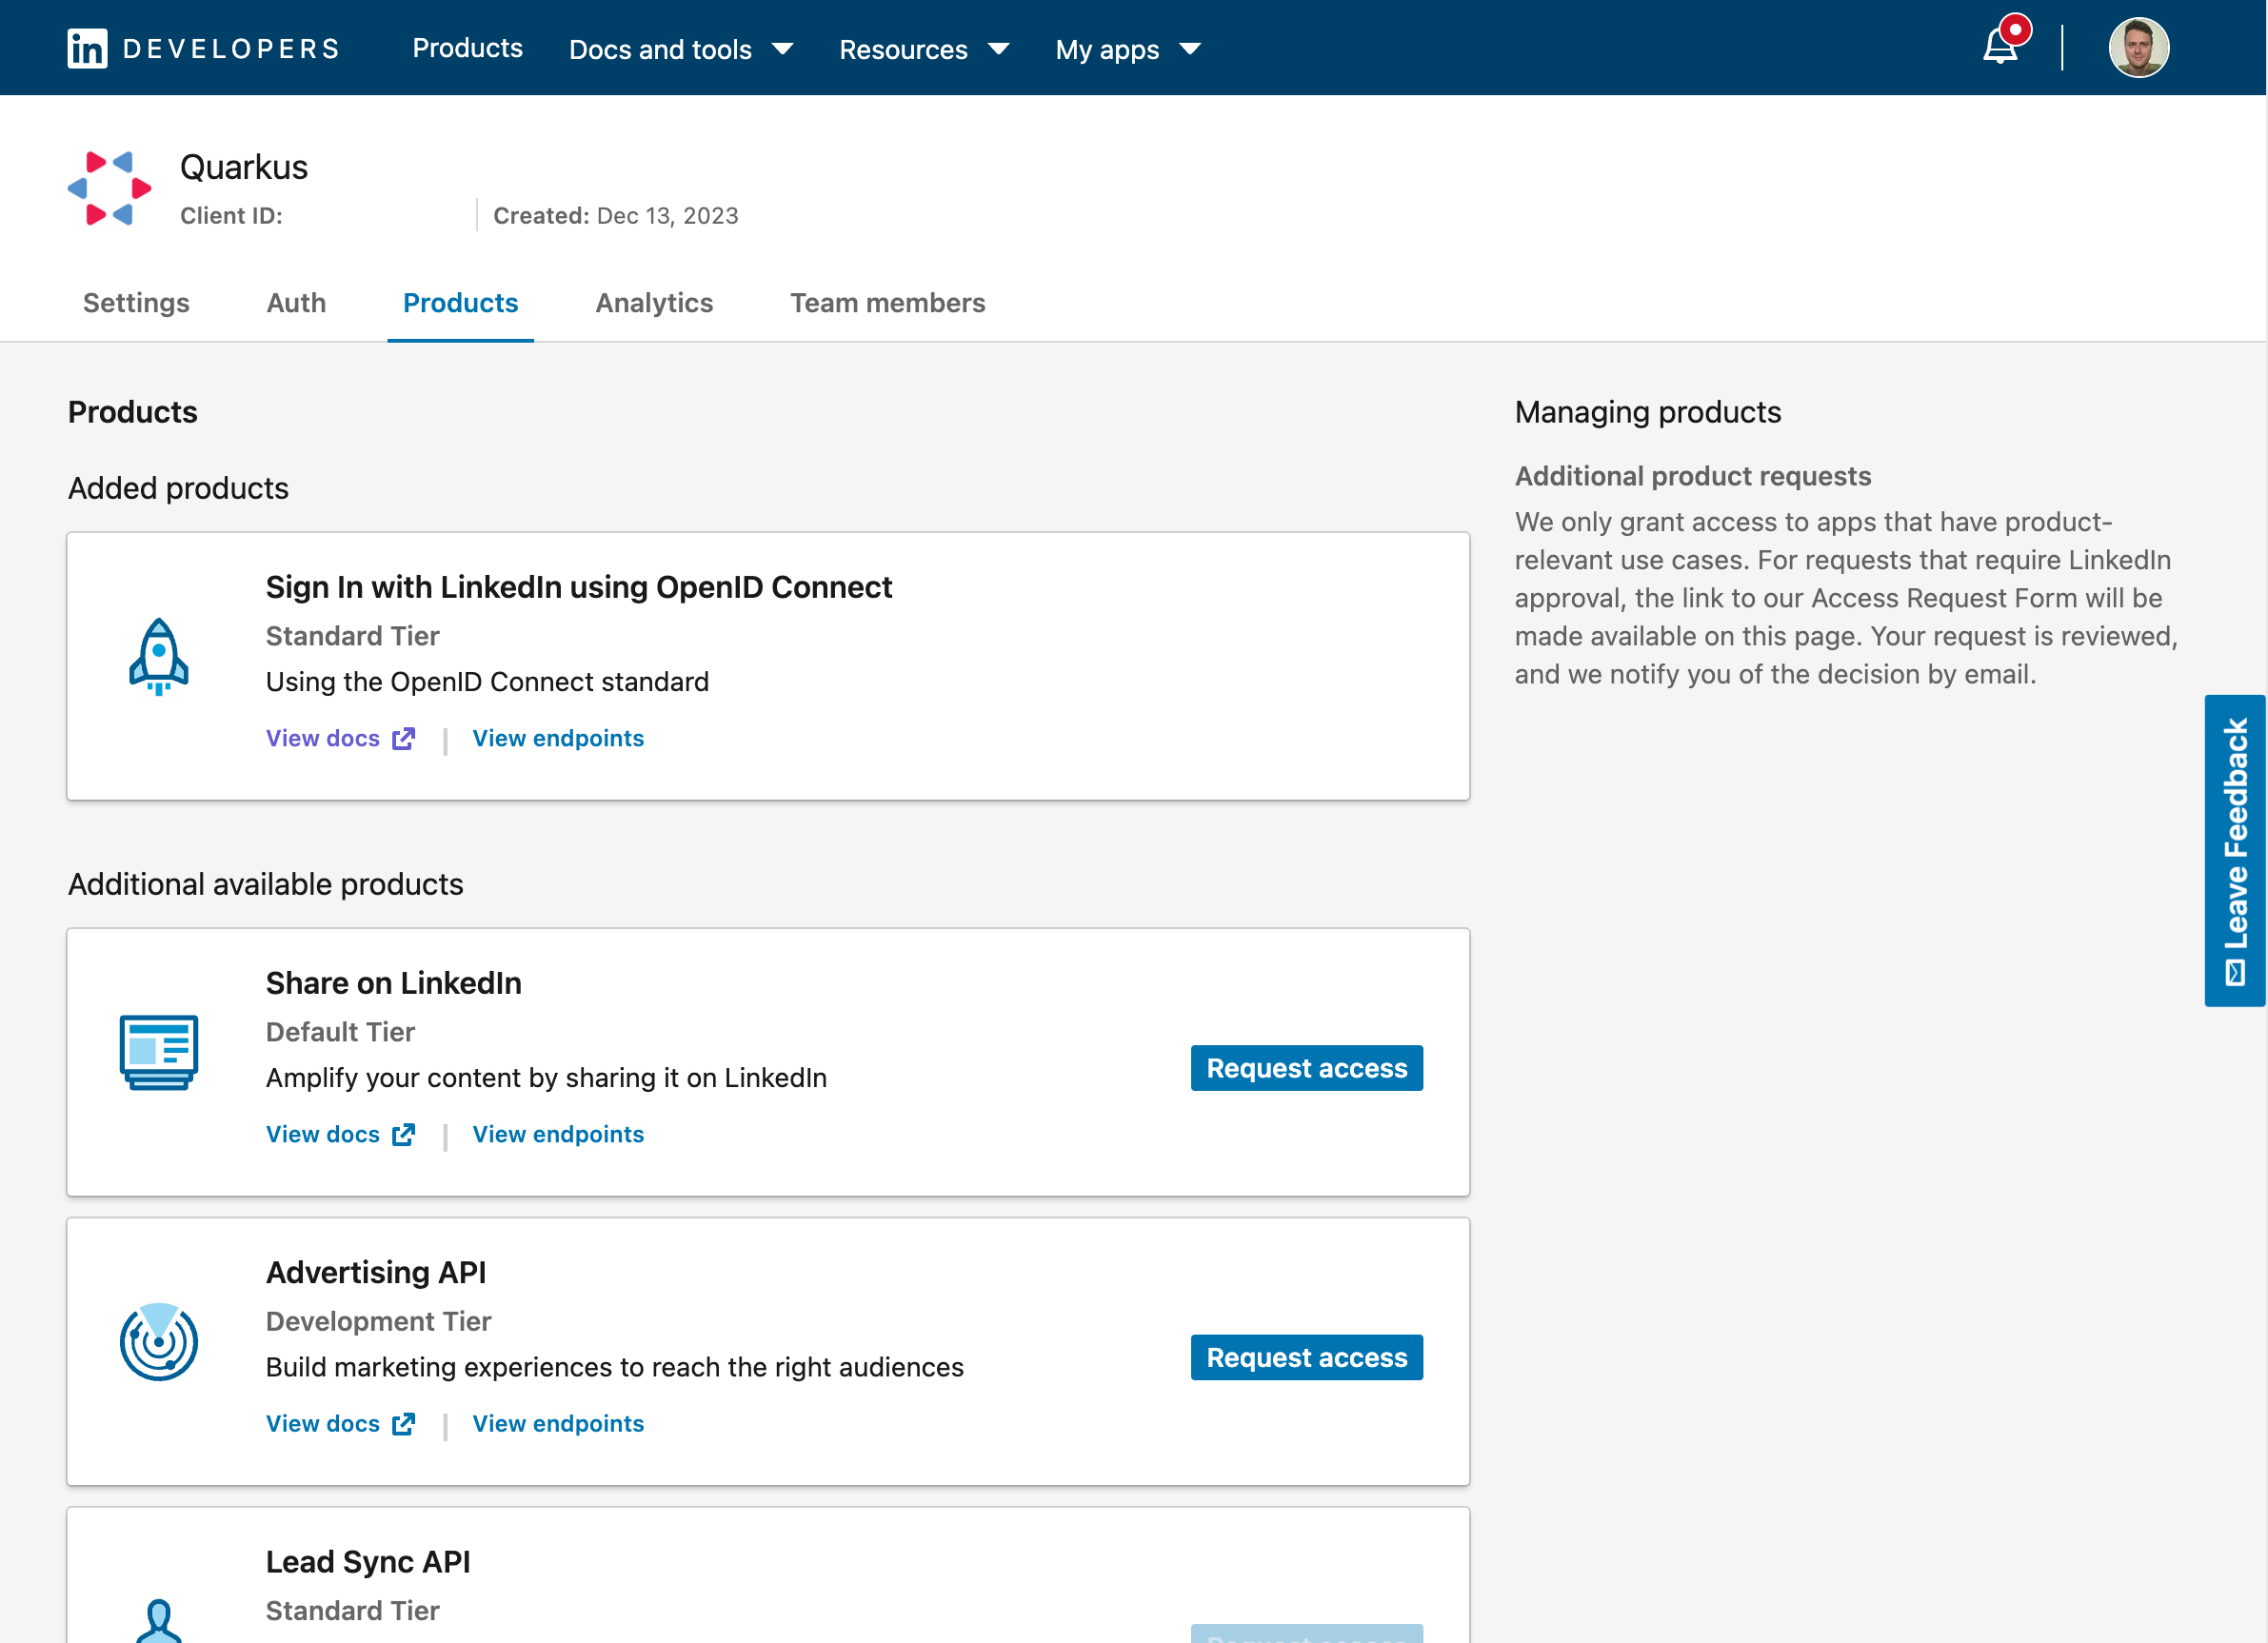 in DEVELOPERS Products Docs and tools Resources My apps
Quarkus
Client ID: Created: Dec 13, 2023
Settings Auth Products Analytics Team members
Products
Added products
Sign In with LinkedIn using OpenID Connect
Standard Tier
Using the OpenID Connect standard
View docs View endpoints
Additional available products
Share on LinkedIn
Default Tier
Amplify your content by sharing it on LinkedIn
Request access
View docs View endpoints
Advertising API
Development Tier
Build marketing experiences to reach the right audiences
Request access
View docs View endpoints
Lead Sync API
Standard Tier
Request access
Managing products
Additional product requests
We only grant access to apps that have product-
relevant use cases. For requests that require LinkedIn
approval, the link to our Access Request Form will be
made available on this page. Your request is reviewed,
and we notify you of the decision by email.
Leave Feedback